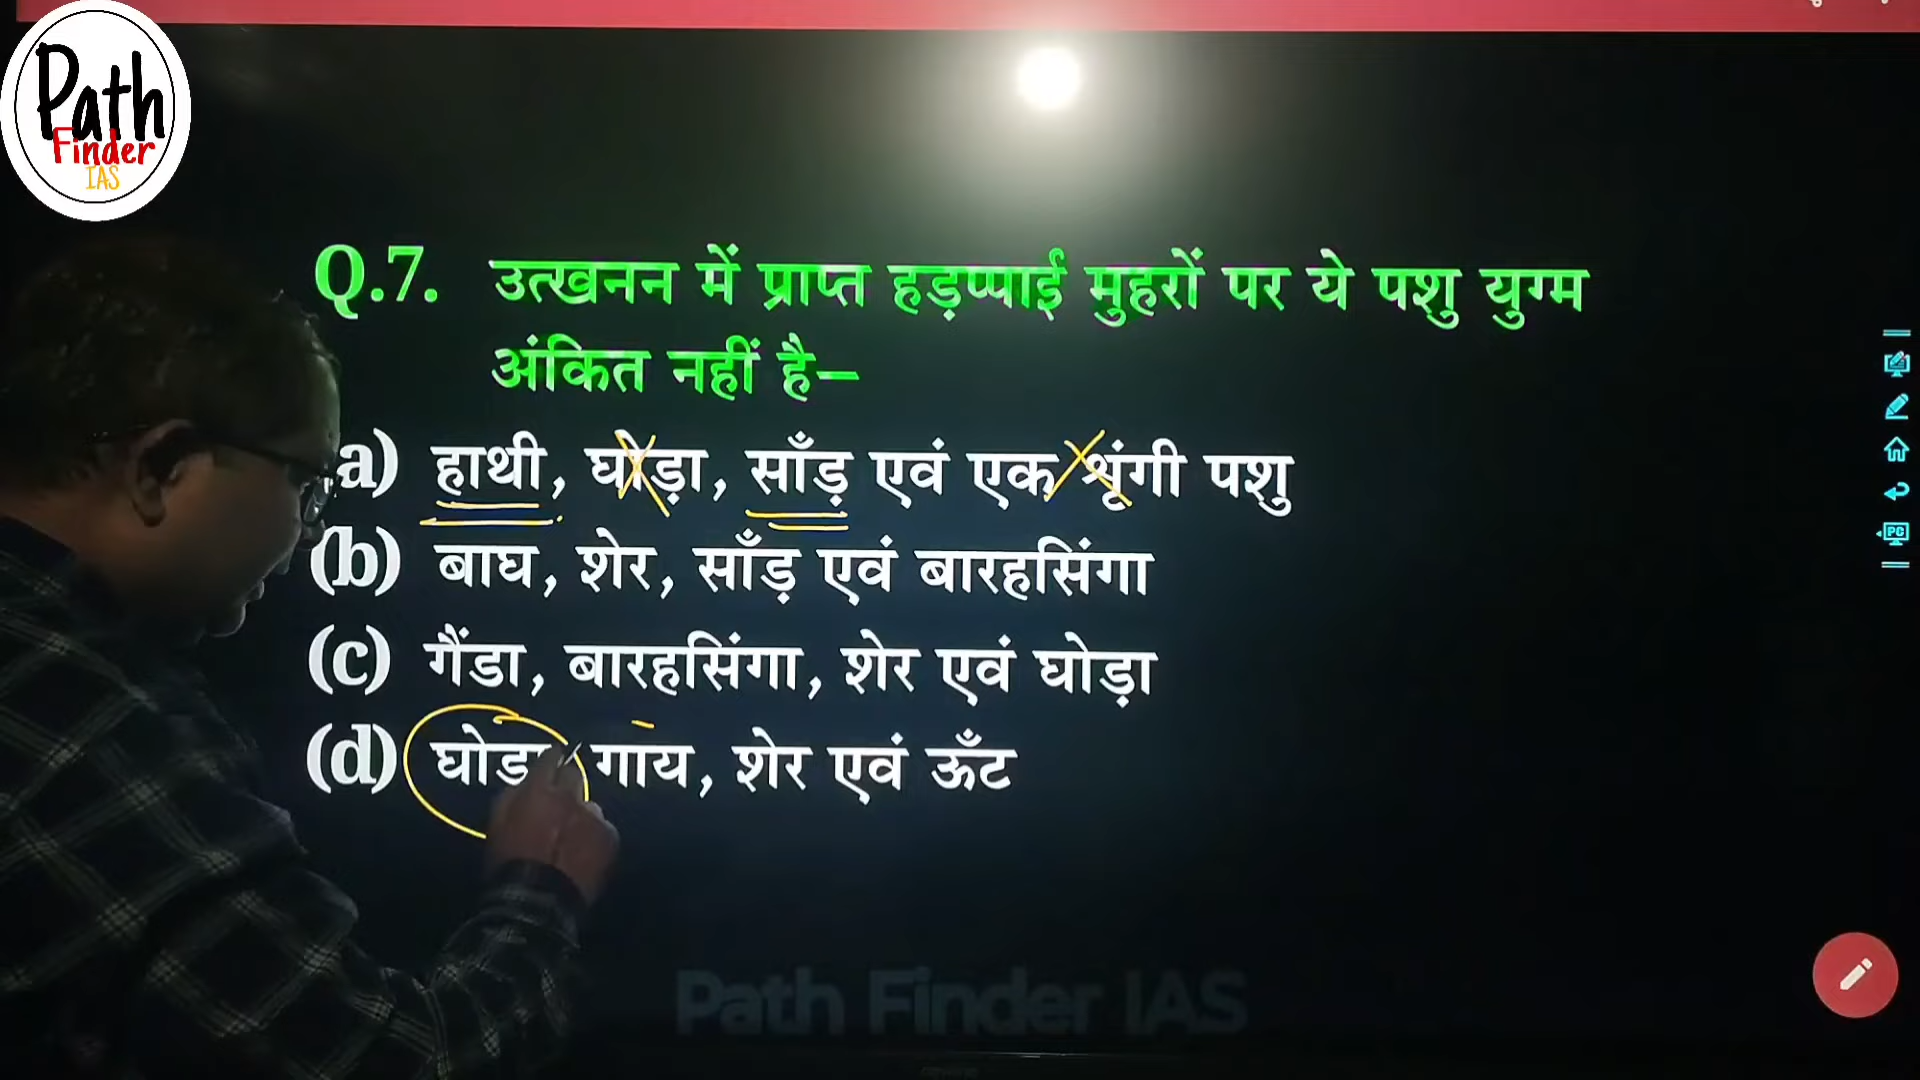 Path
Finder
IAS
Q.7. उत्खनन में प्राप्त हड़प्पाई मुहरों पर ये पशु युग्म
अंकित नहीं है–
a) हाथी, घोड़ा, साँड़ एवं एक शृंगी पशु
(b) बाघ, शेर, साँड़ एवं बारहसिंगा
(c) गैंडा, बारहसिंगा, शेर एवं घोड़ा
(d) गाय, शेर एवं ऊँट
Path Finder IAS
PC